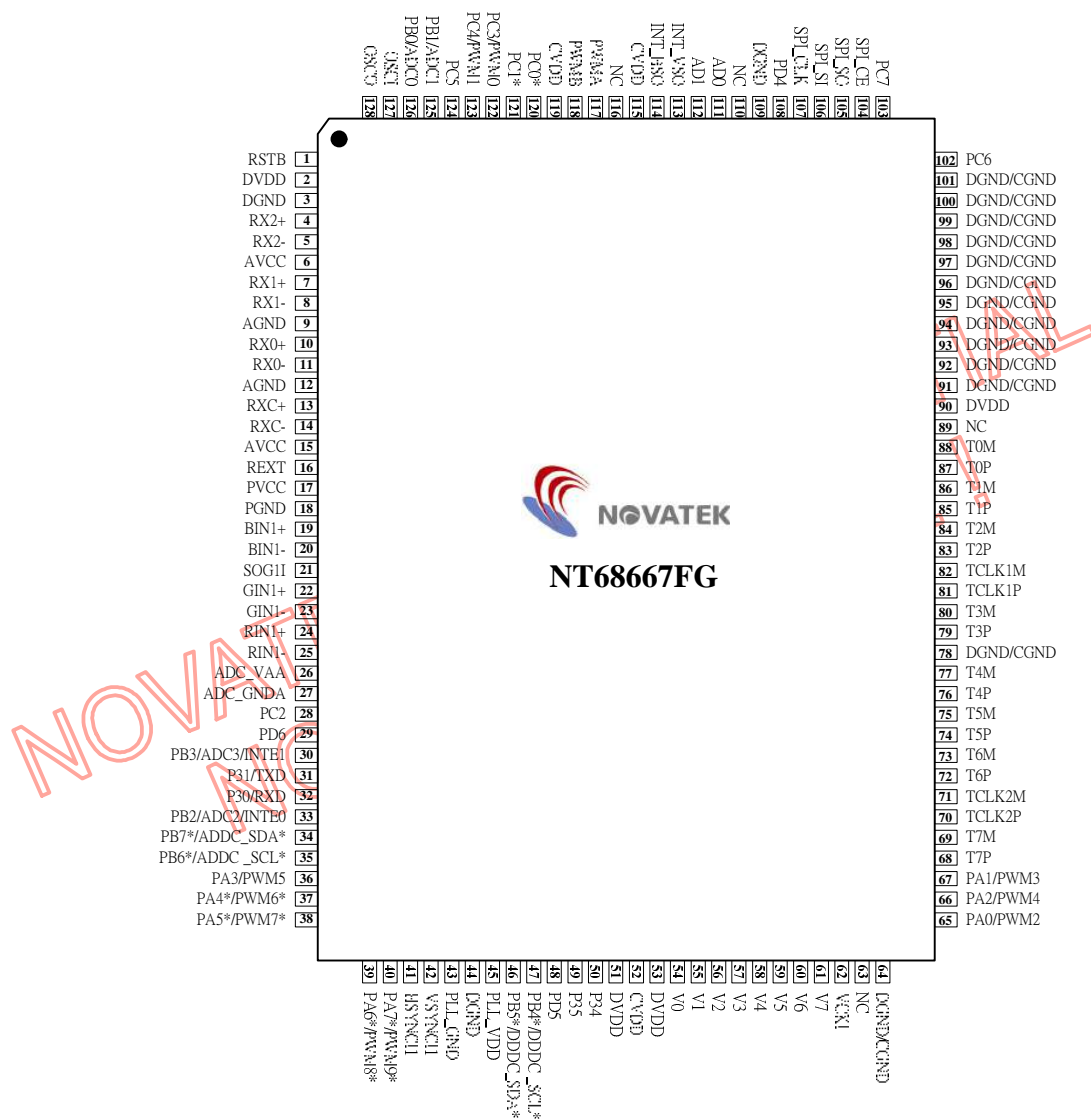 OSCO
OSCI
PB0/ADC0
PB1/ADC1
PC5
PC4/PWM1
PC3/PWM0
PC1*
PC0*
CVDD
PWMB
PWMA
NC
CVDD
INT_HSO
INT_VSO
AD1
AD0
NC
DGND
PD4
SPI_CLK
SPI_SI
SPI_SO
SPI_CE
PC7
128 127 126 125 124 123 122 121 120 119 118 117 116 115 114 113 112 111 110 109 108 107 106 105 104 103
RSTB 1
DVDD 2
DGND 3
RX2+ 4
RX2- 5
AVCC 6
RX1+ 7
RX1- 8
AGND 9
RX0+ 10
RX0- 11
AGND 12
RXC+ 13
RXC- 14
AVCC 15
REXT 16
PVCC 17
PGND 18
BIN1+ 19
BIN1- 20
SOG1I 21
GIN1+ 22
GIN1- 23
RIN1+ 24
RIN1- 25
ADC_VAA 26
ADC_GNDA 27
PC2 28
PD6 29
PB3/ADC3/INTE1 30
P31/TXD 31
P30/RXD 32
PB2/ADC2/INTE0 33
PB7*/ADDC_SDA* 34
PB6*/ADDC _SCL* 35
PA3/PWM5 36
PA4*/PWM6* 37
PA5*/PWM7* 38
NOVATEK
NT68667FG
102 PC6
101 DGND/CGND
100 DGND/CGND
99 DGND/CGND
98 DGND/CGND
97 DGND/CGND
96 DGND/CGND
95 DGND/CGND
94 DGND/CGND
93 DGND/CGND
92 DGND/CGND
91 DGND/CGND
90 DVDD
89 NC
88 T0M
87 T0P
86 T1M
85 T1P
84 T2M
83 T2P
82 TCLK1M
81 TCLK1P
80 T3M
79 T3P
78 DGND/CGND
77 T4M
76 T4P
75 T5M
74 T5P
73 T6M
72 T6P
71 TCLK2M
70 TCLK2P
69 T7M
68 T7P
67 PA1/PWM3
66 PA2/PWM4
65 PA0/PWM2
39 40 41 42 43 44 45 46 47 48 49 50 51 52 53 54 55 56 57 58 59 60 61 62 63 64
PA6*/PWM8*
PA7*/PWM9*
HSYNCI1
VSYNCI1
PLL_GND
DGND
PLL_VDD
PB5*/DDDC_SDA*
PB4*/DDDC_SCL*
PD5
P35
P34
DVDD
CVDD
DVDD
V0
V1
V2
V3
V4
V5
V6
V7
VCKI
NC
DGND/CGND